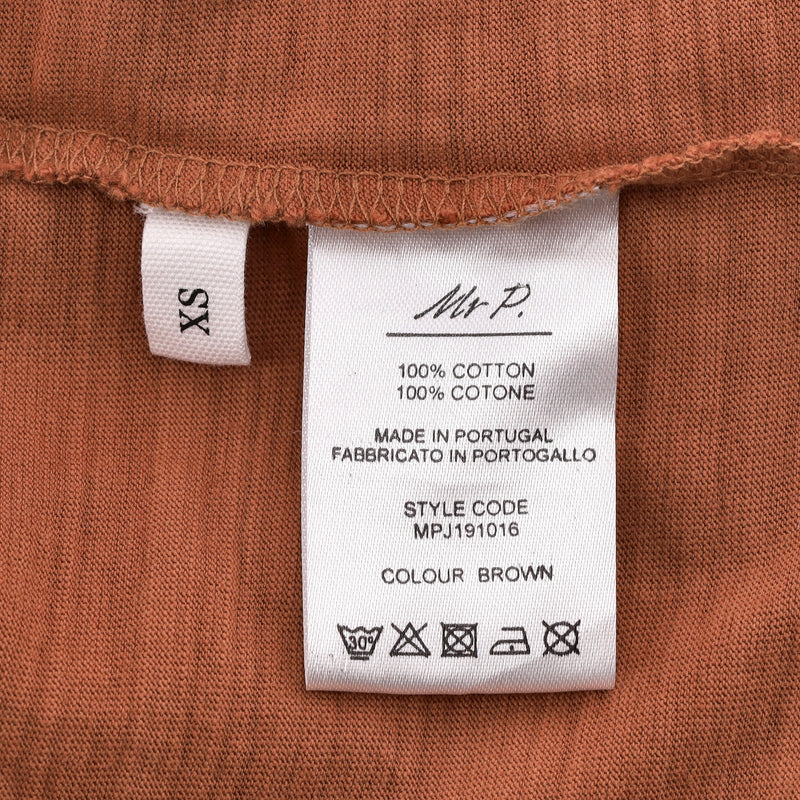 XS
Mr P.
100% COTTON
100% COTONE
MADE IN PORTUGAL
FABBRICATO IN PORTOGALLO
STYLE CODE
MPJ191016
COLOUR BROWN
30°